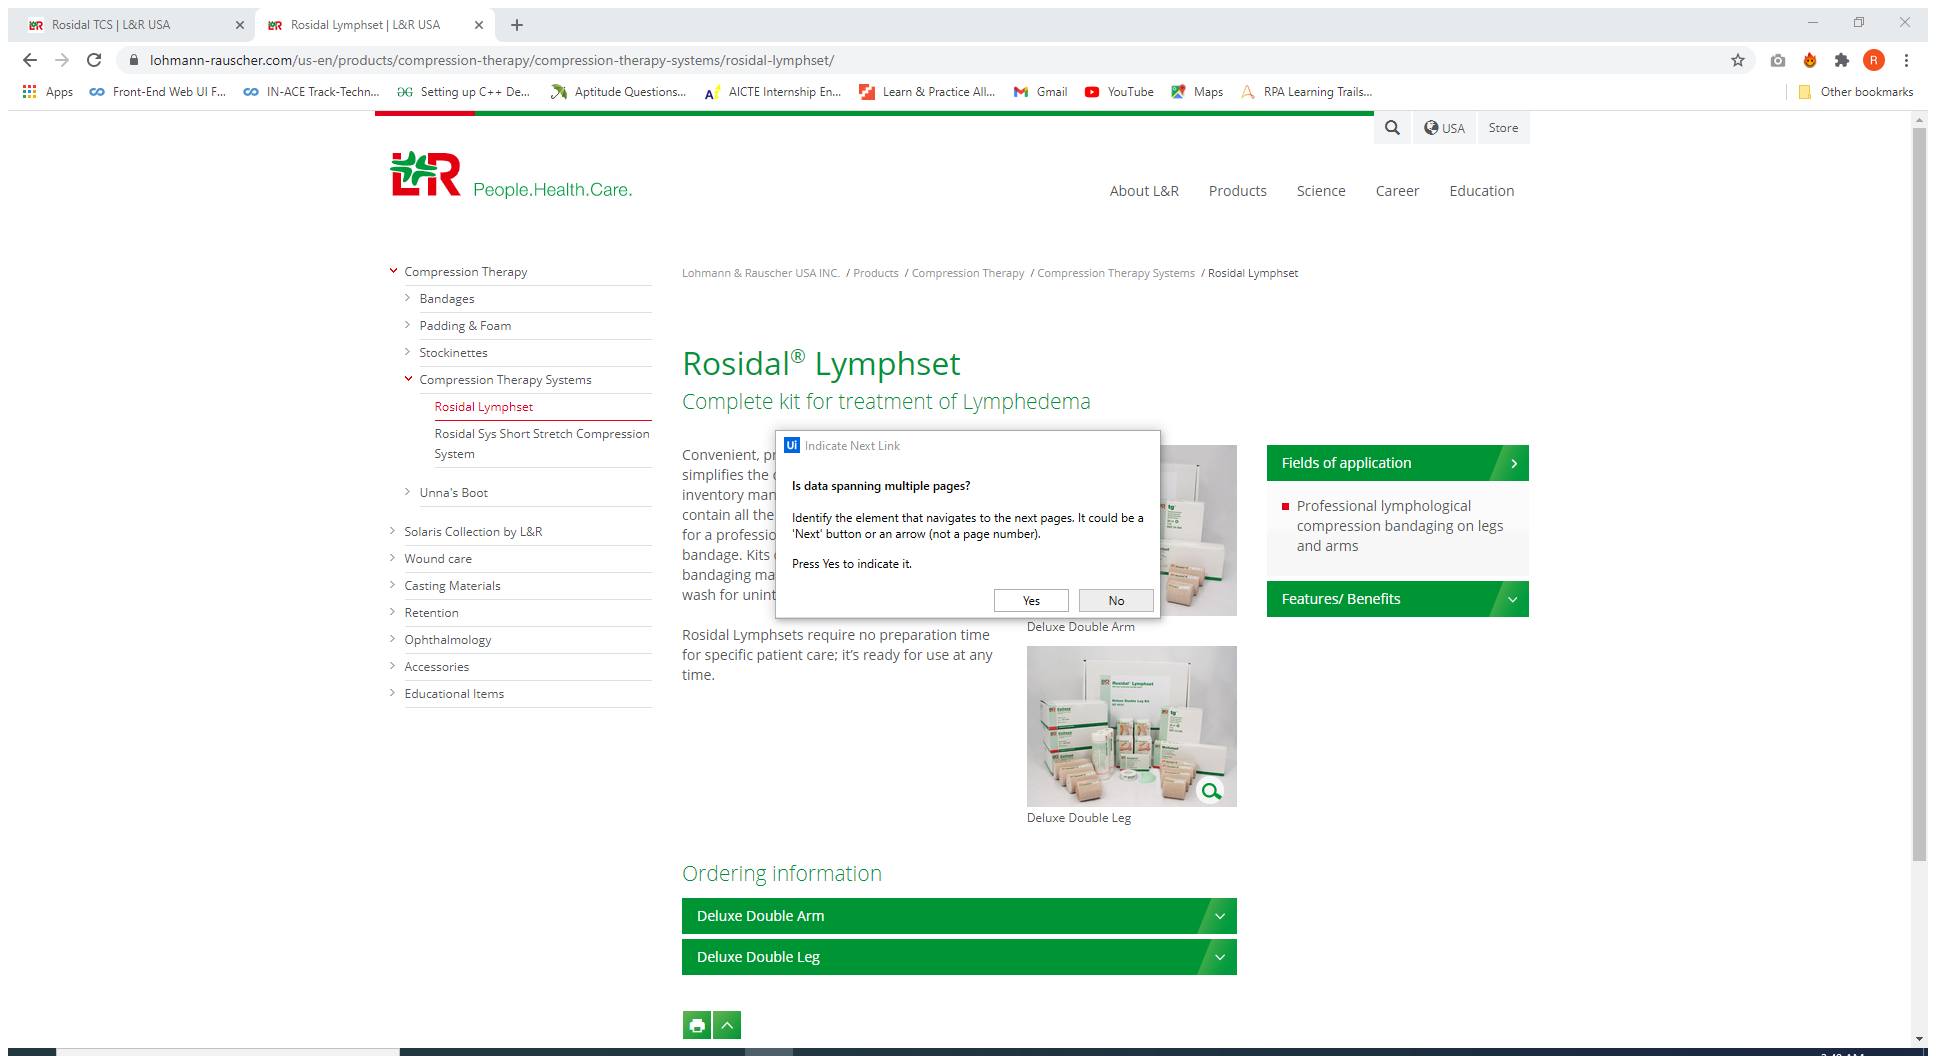 Rosidal TCS | L&R USA
Rosidal Lymphset | L&R USA
lohmann-rauscher.com/us-en/products/compression-therapy/compression-therapy-systems/rosidal-lymphset/
R
Apps
Front-End Web UI F...
IN-ACE Track-Techn...
Setting up C++ De...
Aptitude Questions...
AICTE Internship En...
Learn & Practice All...
Gmail
YouTube
Maps
RPA Learning Trails...
Other bookmarks
USA
Store
L&R
People.Health.Care.
About L&R
Products
Science
Career
Education
Compression Therapy
Bandages
Padding & Foam
Stockinettes
Compression Therapy Systems
Rosidal Lymphset
Rosidal Sys Short Stretch Compression
System
Unna's Boot
Solaris Collection by L&R
Wound care
Casting Materials
Retention
Ophthalmology
Accessories
Educational Items
Lohmann & Rauscher USA INC. / Products / Compression Therapy / Compression Therapy Systems / Rosidal Lymphset
Rosidal® Lymphset
Complete kit for treatment of Lymphedema
Convenient, pr
simplifies the
inventory man
contain all the
for a professio
bandage. Kits
bandaging ma
wash for unint
Rosidal Lymphsets require no preparation time
for specific patient care; it's ready for use at any
time.
Ui Indicate Next Link
Is data spanning multiple pages?
Identify the element that navigates to the next pages. It could be a
'Next' button or an arrow (not a page number).
Press Yes to indicate it.
Yes
No
Deluxe Double Arm
Rosidal® Lymphset
Deluxe Double Leg
Fields of application
Professional lymphological
compression bandaging on legs
and arms
Features/ Benefits
Ordering information
Deluxe Double Arm
Deluxe Double Leg